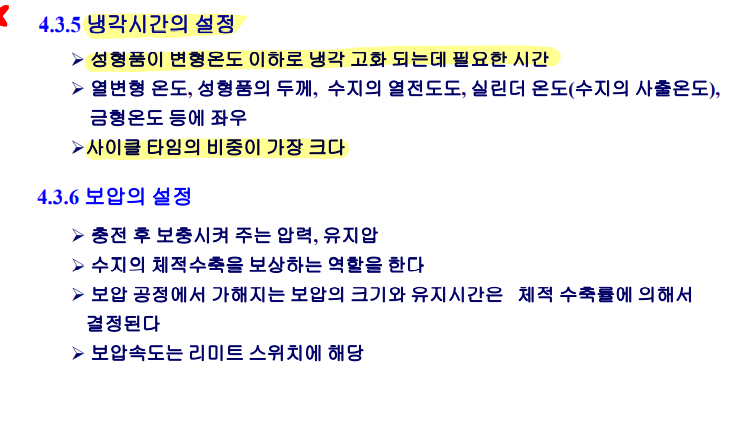 4.3.5 냉각시간의 설정
➢ 성형품이 변형온도 이하로 냉각 고화 되는데 필요한 시간
➢ 열변형 온도, 성형품의 두께, 수지의 열전도도, 실린더 온도(수지의 사출온도),
금형온도 등에 좌우
➢사이클 타임의 비중이 가장 크다
4.3.6 보압의 설정
➢ 충전 후 보충시켜 주는 압력, 유지압
➢ 수지의 체적수축을 보상하는 역할을 한다
➢ 보압 공정에서 가해지는 보압의 크기와 유지시간은 체적 수축률에 의해서
결정된다
➢ 보압속도는 리미트 스위치에 해당